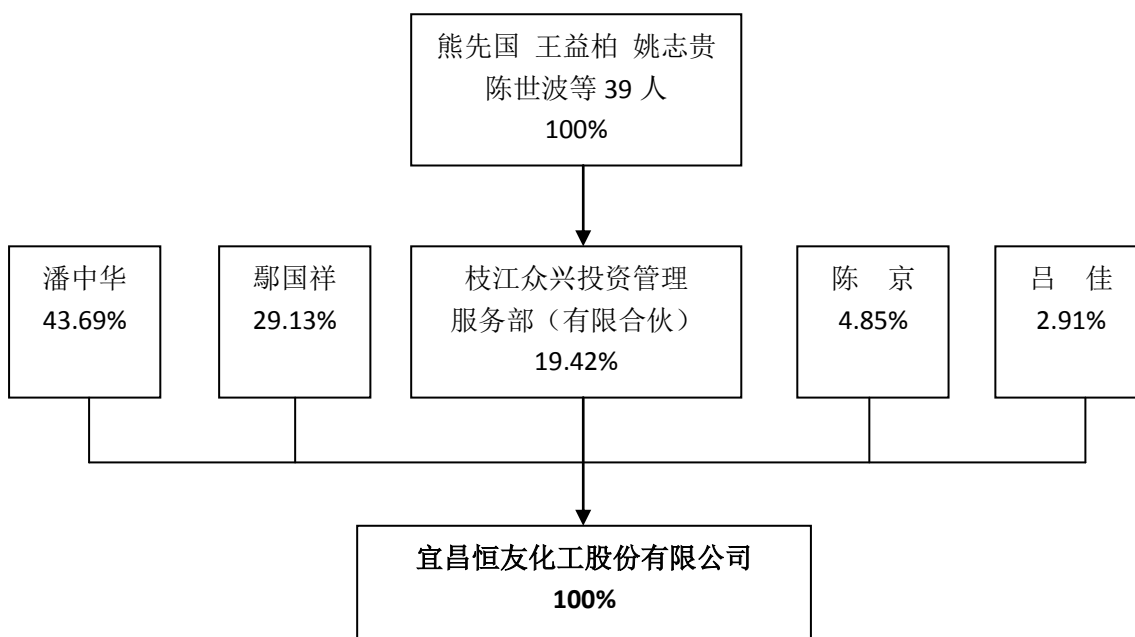 熊先国 王益柏 姚志贵
陈世波等 39 人
100%
潘中华
43.69%
鄢国祥
29.13%
枝江众兴投资管理
服务部（有限合伙）
19.42%
陈 京
4.85%
吕 佳
2.91%
宜昌恒友化工股份有限公司
100%